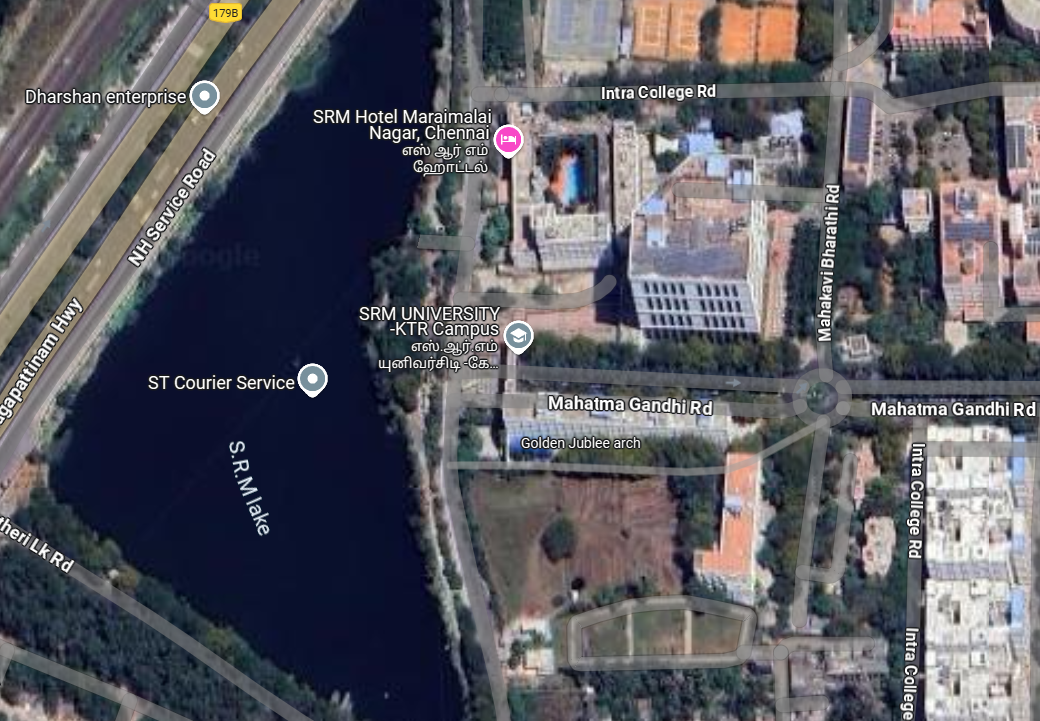 179B
Dharshan enterprise
Intra College Rd
SRM Hotel Maraimalai
Nagar, Chennai
எஸ் ஆர் எம்
ஹோட்டல்
NH Service Road
Google
Mahakavi Bharathi Rd
SRM UNIVERSITY
-KTR Campus
எஸ்.ஆர்.எம்
யுனிவர்சிடி -கே...
agapattinam Hwy
ST Courier Service
Mahatma Gandhi Rd
Mahatma Gandhi Rd
Golden Jublee arch
S.R.M lake
Intra College Rd
theri Lk Rd
Intra College